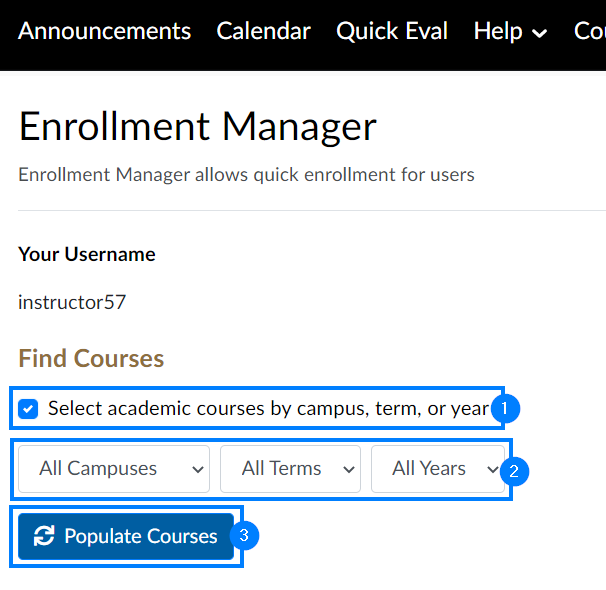 Announcements Calendar Quick Eval Help Co
Enrollment Manager
Enrollment Manager allows quick enrollment for users
Your Username
instructor57
Find Courses
Select academic courses by campus, term, or year 1
All Campuses All Terms All Years 2
Populate Courses 3